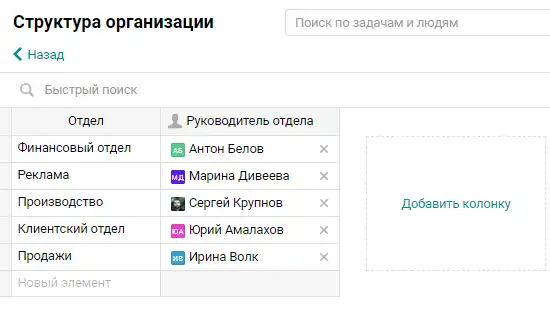 Структура организации
Поиск по задачам и людям
Назад
Быстрый поиск
Отдел Руководитель отдела
Финансовый отдел АБ Антон Белов
Реклама МД Марина Дивеева
Производство Сергей Крупнов
Клиентский отдел ЮА Юрий Амалахов
Продажи ИВ Ирина Волк
Новый элемент
Добавить колонку